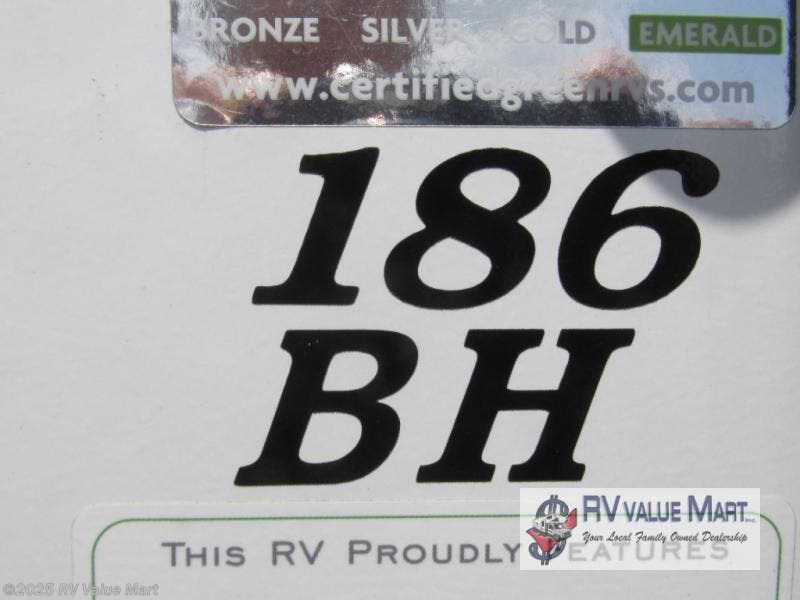 BRONZE SILVER GOLD EMERALD
www.certifiedgreenrvs.com
186
BH
RV VALUE MART INC.
Your Local Family Owned Dealership
THIS RV PROUDLY FEATURES
©2025 RV Value Mart